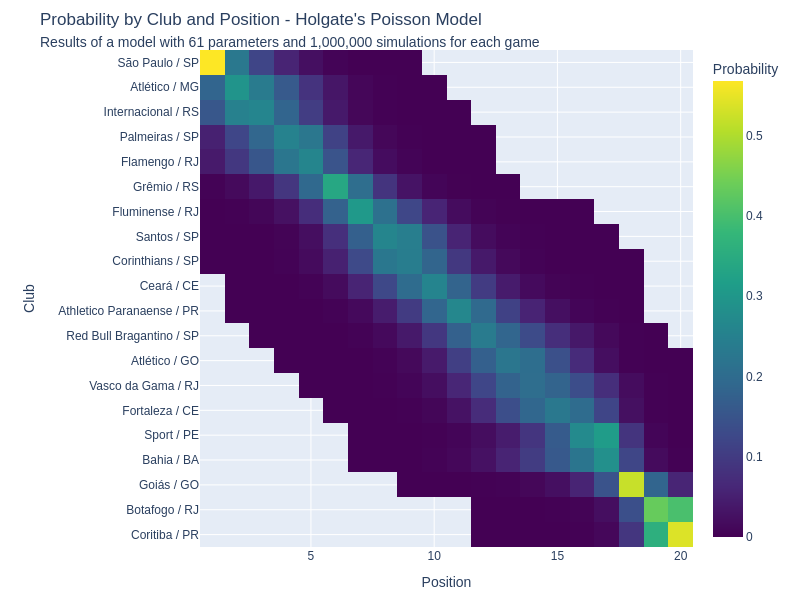 Probability by Club and Position - Holgate's Poisson Model
Results of a model with 61 parameters and 1,000,000 simulations for each game
Probability
São Paulo / SP
Atlético / MG
Internacional / RS
Palmeiras / SP
Flamengo / RJ
Grêmio / RS
Fluminense / RJ
Santos / SP
Corinthians / SP
Ceará / CE
Athletico Paranaense / PR
Red Bull Bragantino / SP
Atlético / GO
Vasco da Gama / RJ
Fortaleza / CE
Sport / PE
Bahia / BA
Goiás / GO
Botafogo / RJ
Coritiba / PR
Club
5
10
15
20
Position
0.5
0.4
0.3
0.2
0.1
0